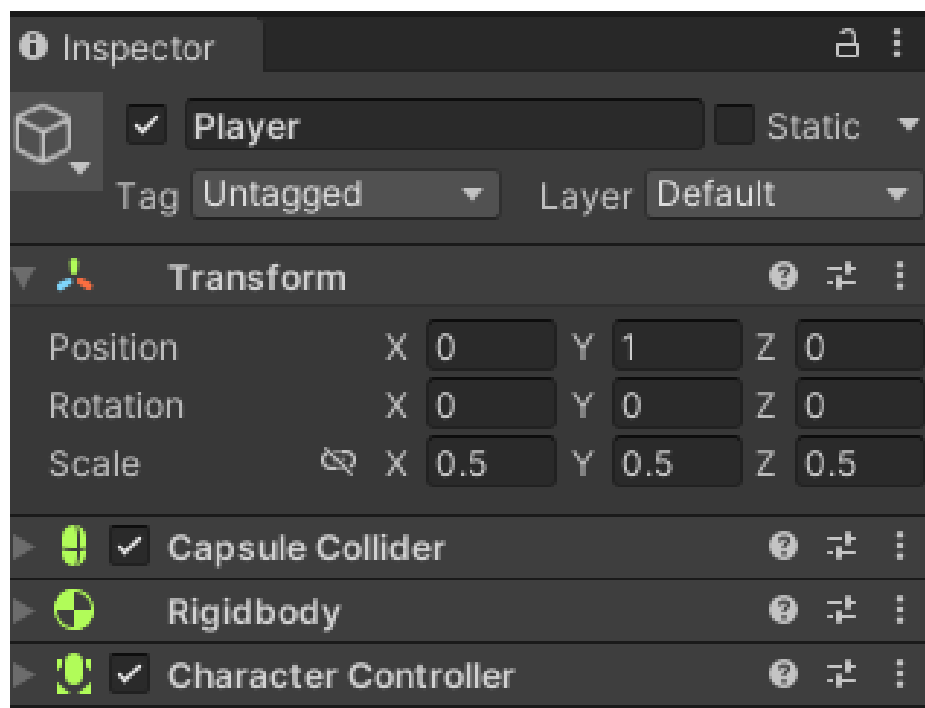 Inspector
Player Static
Tag Untagged Layer Default
Transform
Position X 0 Y 1 Z 0
Rotation X 0 Y 0 Z 0
Scale X 0.5 Y 0.5 Z 0.5
Capsule Collider
Rigidbody
Character Controller